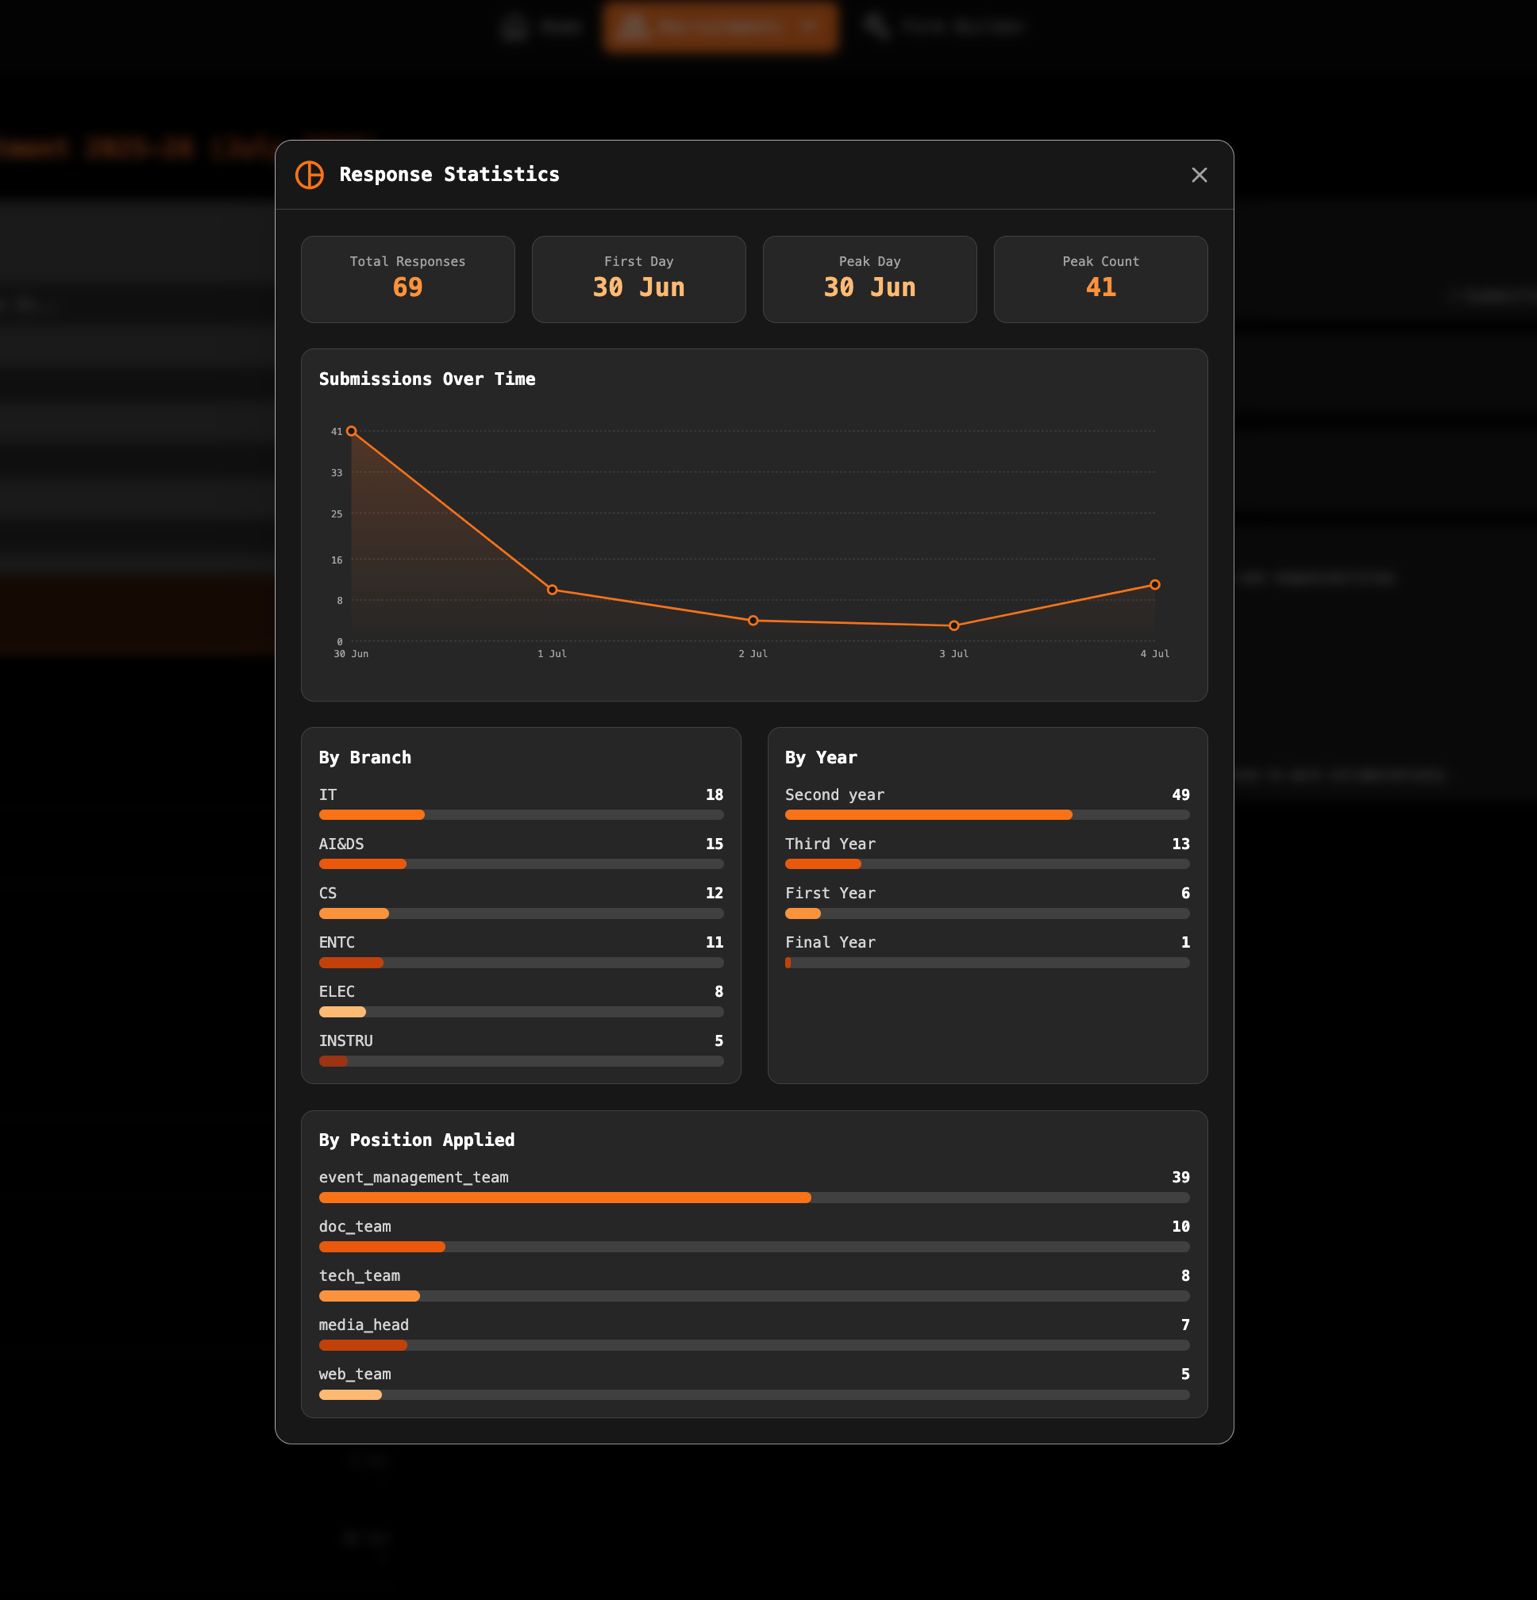 Response Statistics
Total Responses
69
First Day
30 Jun
Peak Day
30 Jun
Peak Count
41
Submissions Over Time
41
33
25
16
8
0
30 Jun
1 Jul
2 Jul
3 Jul
4 Jul
By Branch
IT 18
AI&DS 15
CS 12
ENTC 11
ELEC 8
INSTRU 5
By Year
Second year 49
Third Year 13
First Year 6
Final Year 1
By Position Applied
event_management_team 39
doc_team 10
tech_team 8
media_head 7
web_team 5